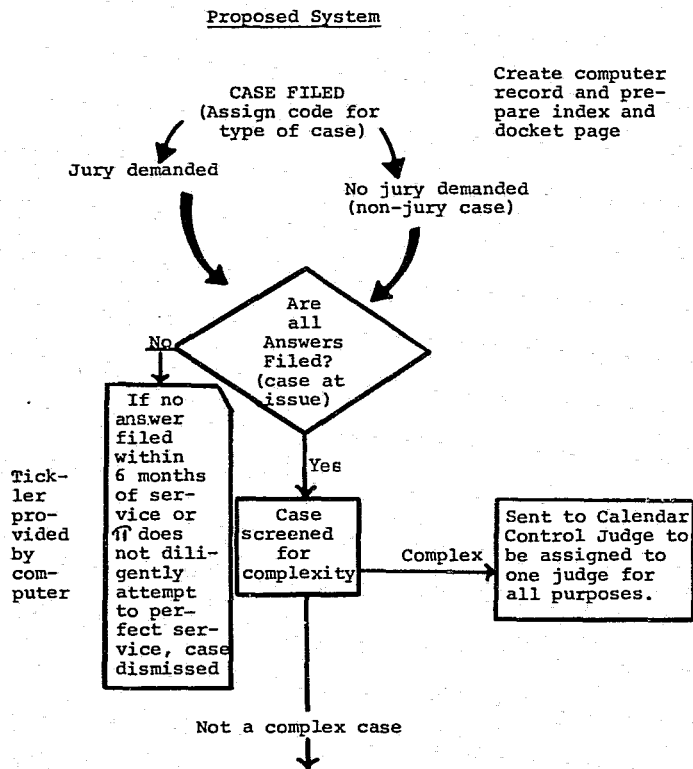 Proposed System
CASE FILED
(Assign code for
type of case)
Create computer
record and pre-
pare index and
docket page
Jury demanded
No jury demanded
(non-jury case)
Are
all
Answers
Filed?
(case at
issue)
No
If no
answer
filed
within
6 months
of ser-
vice or
π does
not dili-
gently
attempt
to per-
fect ser-
vice, case
dismissed
Tick-
ler
pro-
vided
by
com-
puter
Yes
Case
screened
for
complexity
Complex
Sent to Calendar
Control Judge to
be assigned to
one judge for
all purposes.
Not a complex case